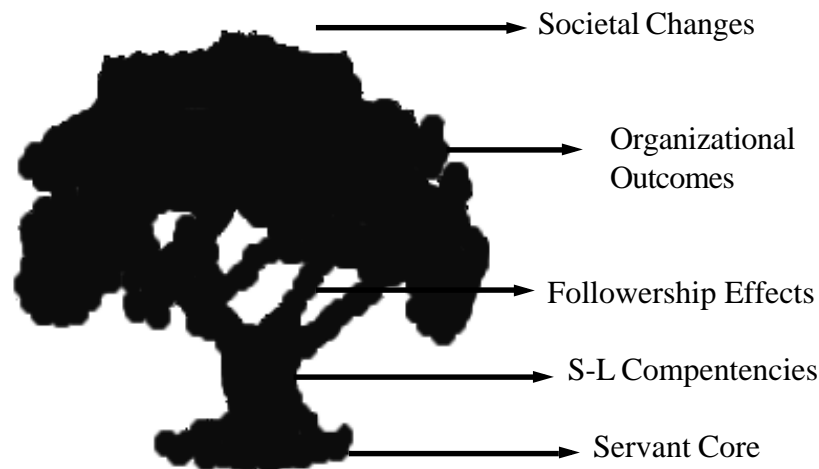 Societal Changes
Organizational
Outcomes
Followership Effects
S-L Compentencies
Servant Core